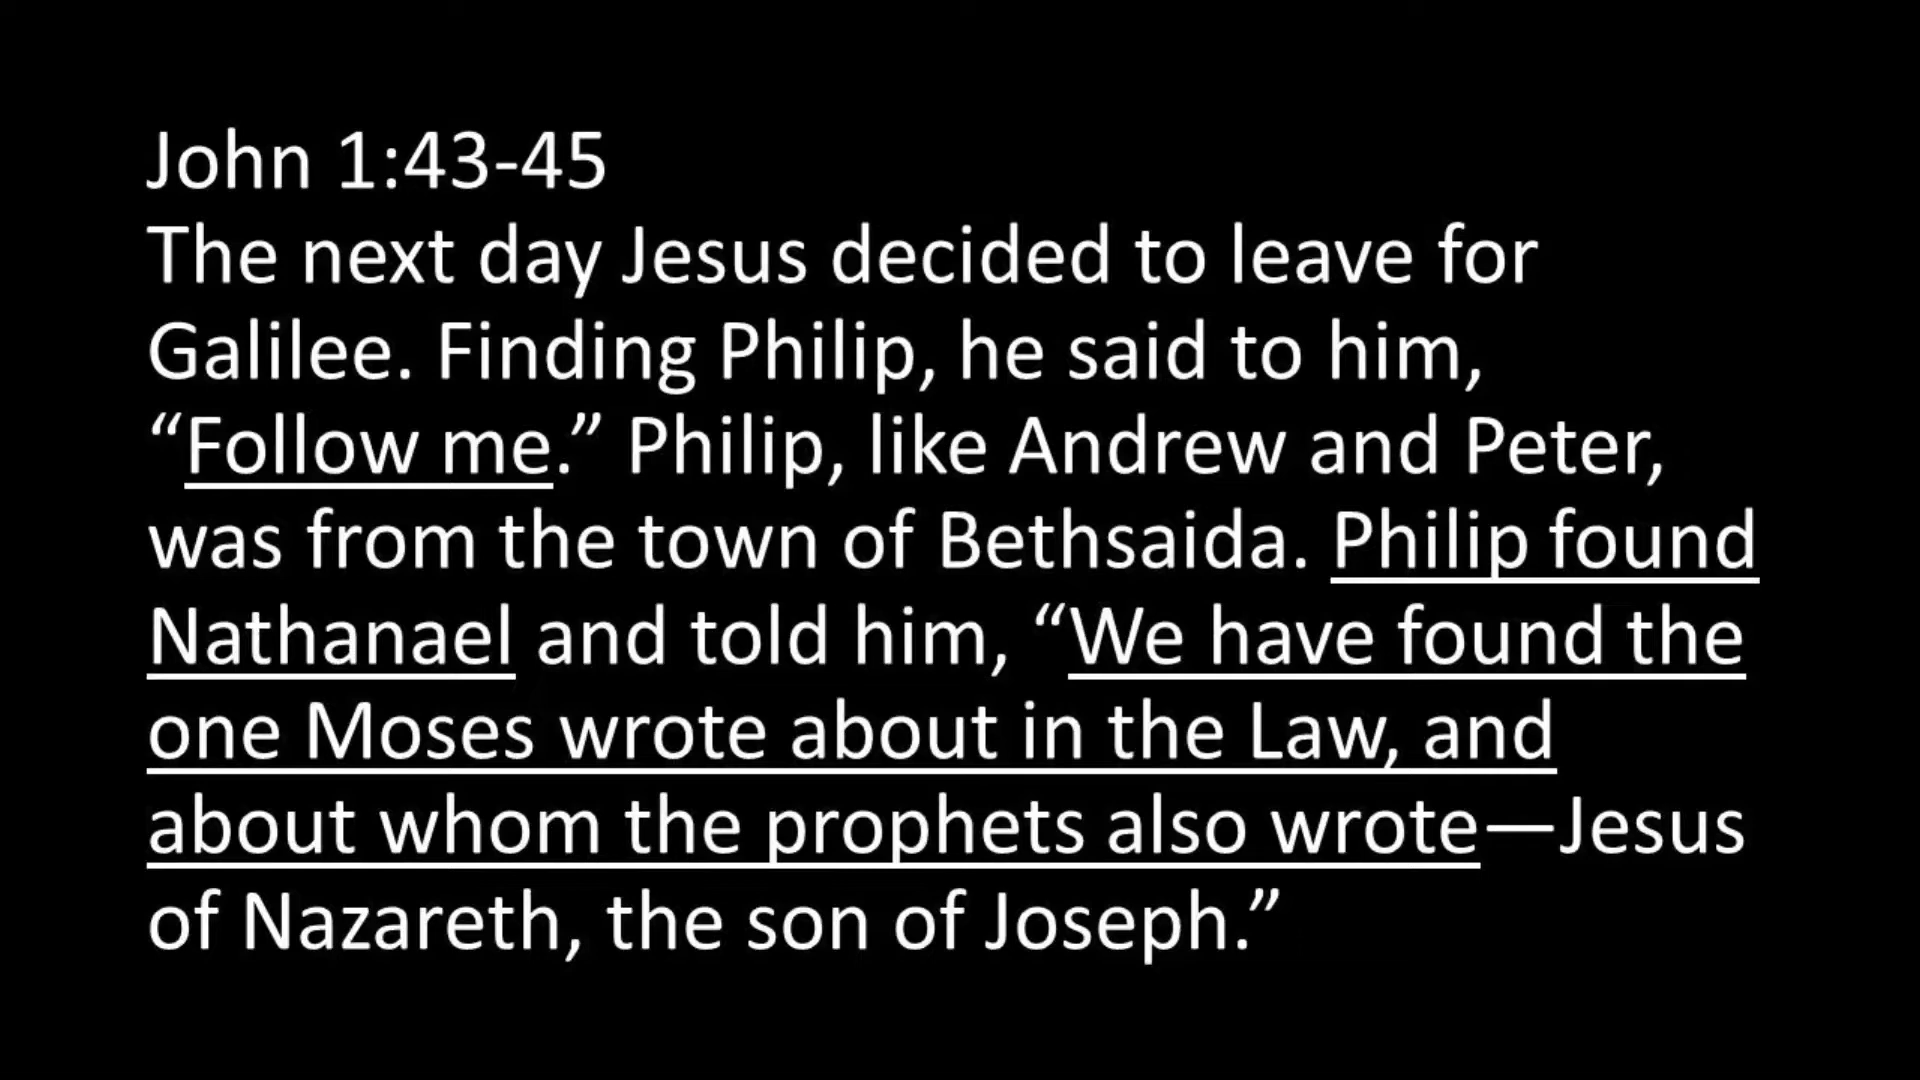 John 1:43-45
The next day Jesus decided to leave for
Galilee. Finding Philip, he said to him,
“Follow me.” Philip, like Andrew and Peter,
was from the town of Bethsaida. Philip found
Nathanael and told him, “We have found the
one Moses wrote about in the Law, and
about whom the prophets also wrote—Jesus
of Nazareth, the son of Joseph.”